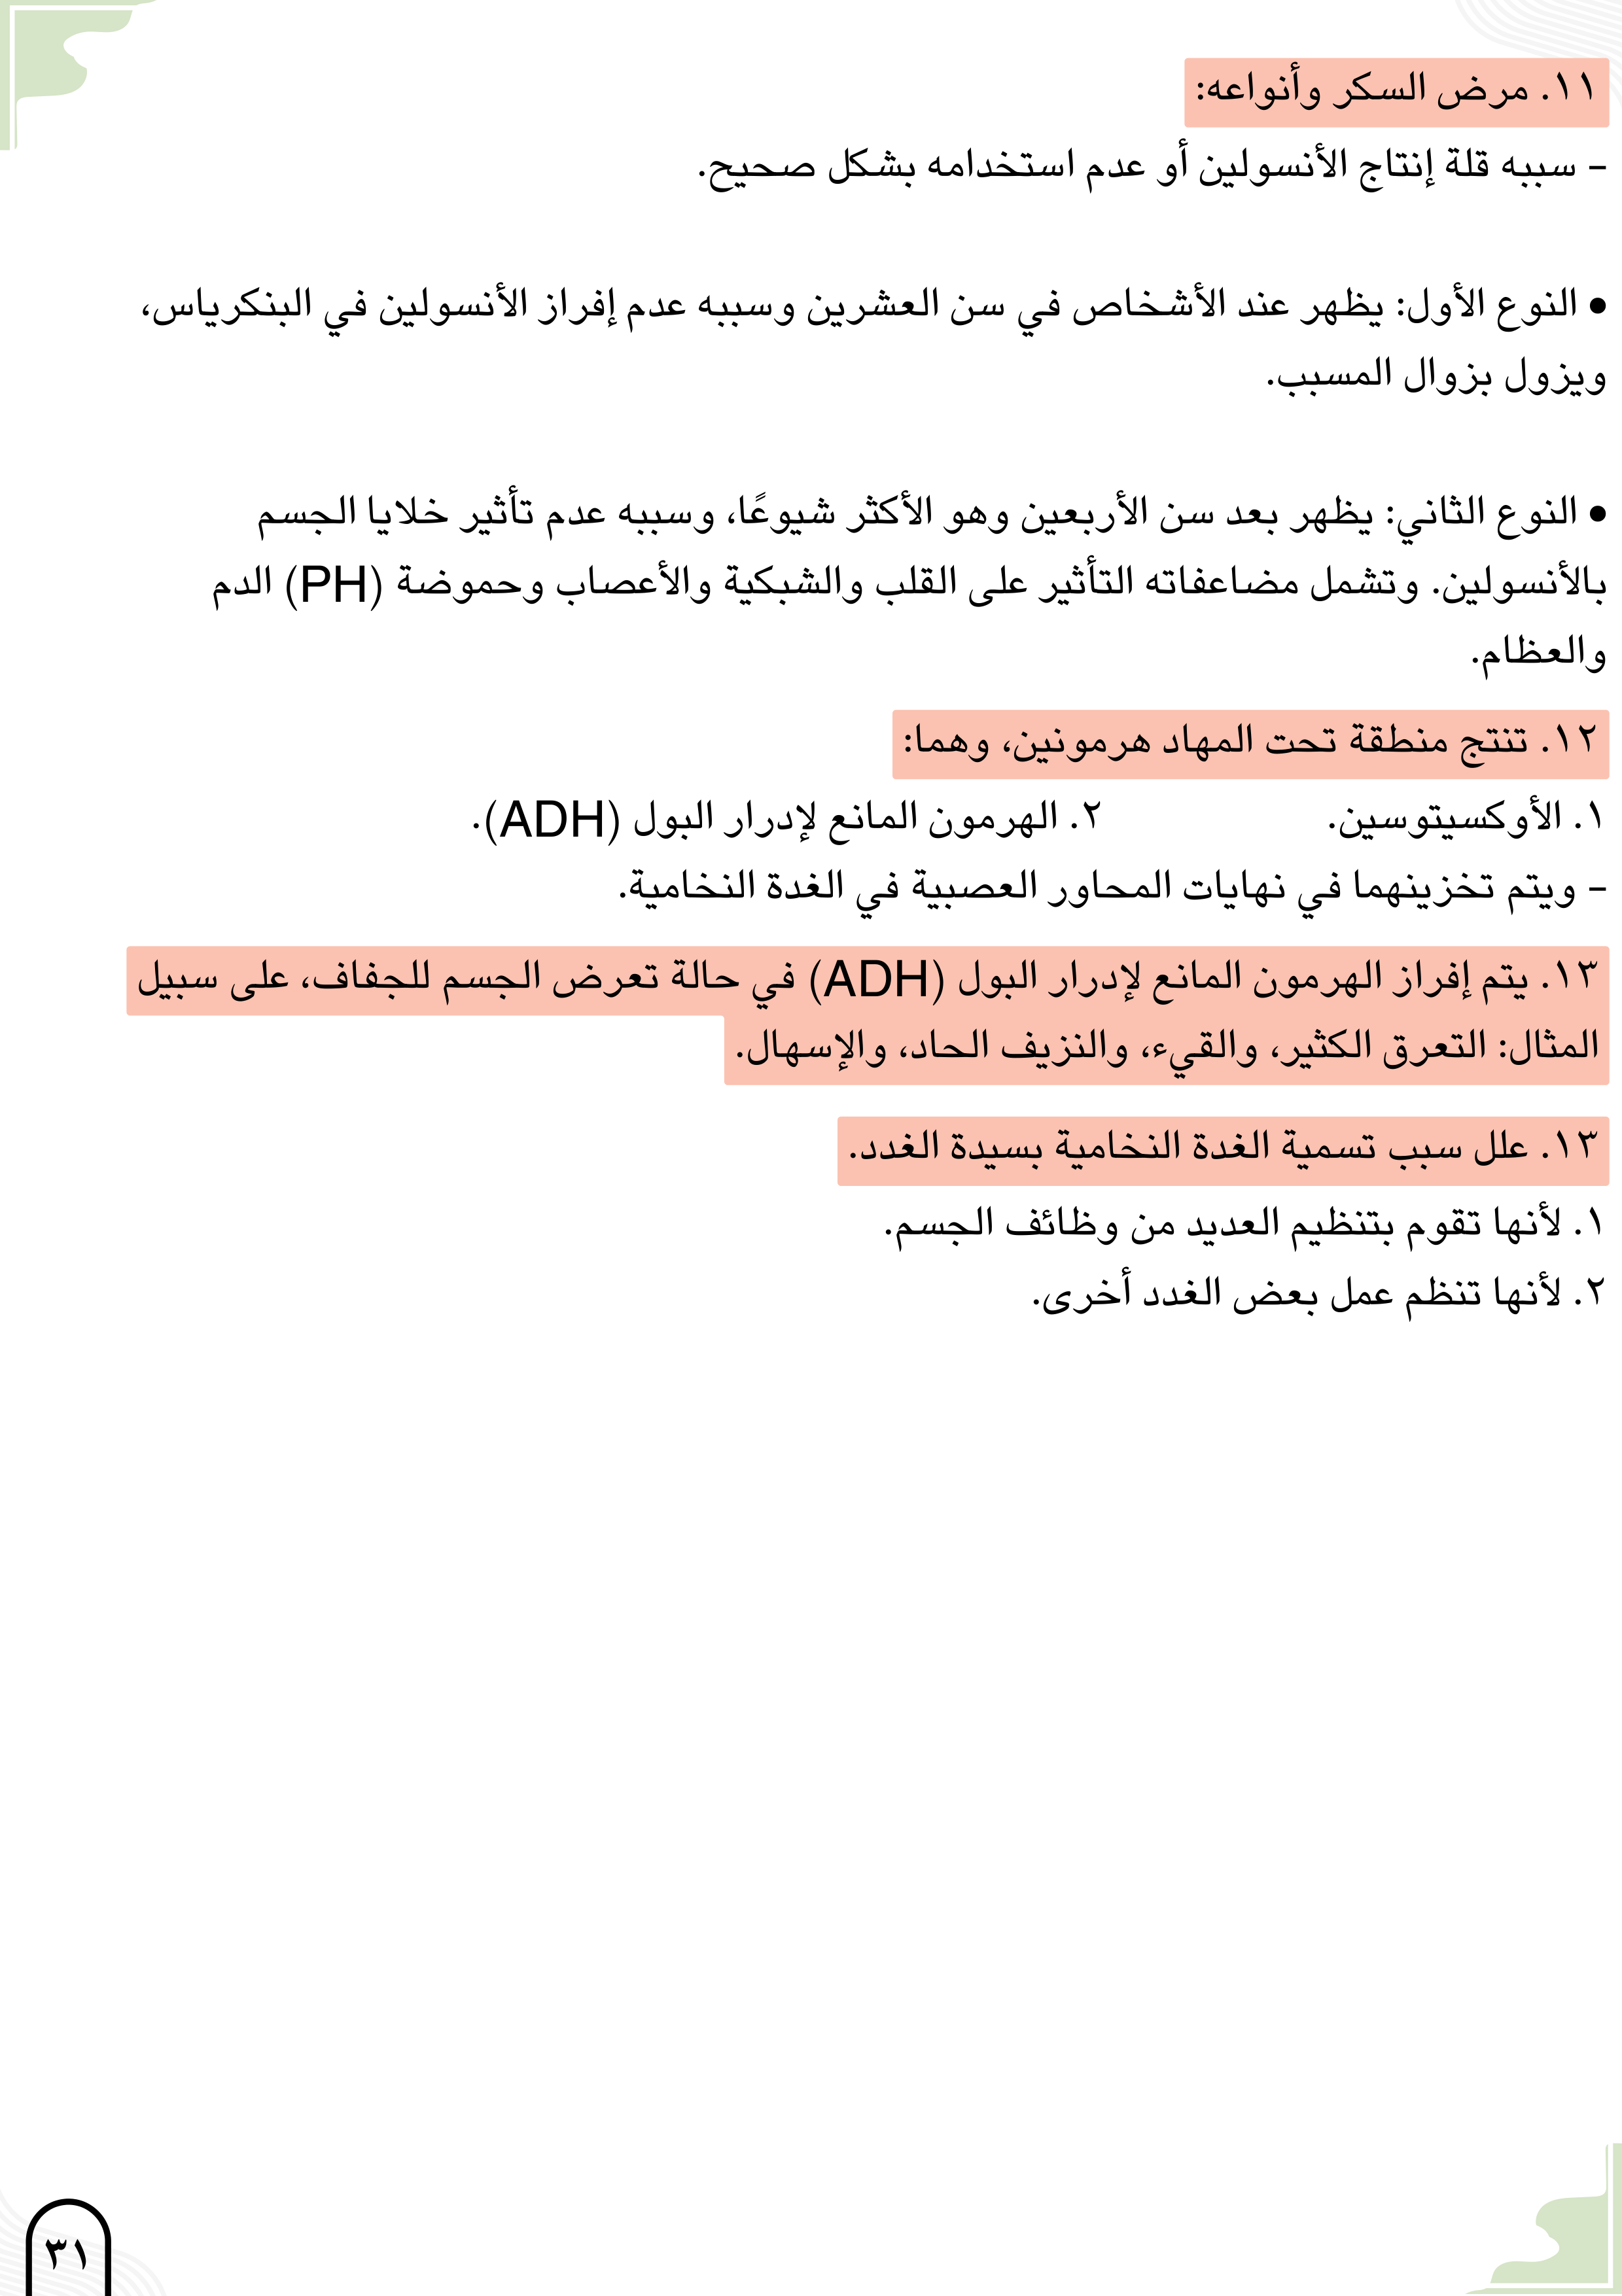 ١١. مرض السكر وأنواعه:
- سببه قلة إنتاج الأنسولين أو عدم استخدامه بشكل صحيح.
• النوع الأول: يظهر عند الأشخاص في سن العشرين وسببه عدم إفراز الأنسولين في البنكرياس،
ويزول بزوال المسبب.
• النوع الثاني: يظهر بعد سن الأربعين وهو الأكثر شيوعًا، وسببه عدم تأثير خلايا الجسم
بالأنسولين. وتشمل مضاعفاته التأثير على القلب والشبكية والأعصاب وحموضة (PH) الدم
والعظام.
١٢. تنتج منطقة تحت المهاد هرمونين، وهما:
١. الأوكسيتوسين. ٢. الهرمون المانع لإدرار البول (ADH).
- ويتم تخزينهما في نهايات المحاور العصبية في الغدة النخامية.
١٣. يتم إفراز الهرمون المانع لإدرار البول (ADH) في حالة تعرض الجسم للجفاف، على سبيل
المثال: التعرق الكثير، والقيء، والنزيف الحاد، والإسهال.
١٣. علل سبب تسمية الغدة النخامية بسيدة الغدد.
١. لأنها تقوم بتنظيم العديد من وظائف الجسم.
٢. لأنها تنظم عمل بعض الغدد أخرى.
٣١